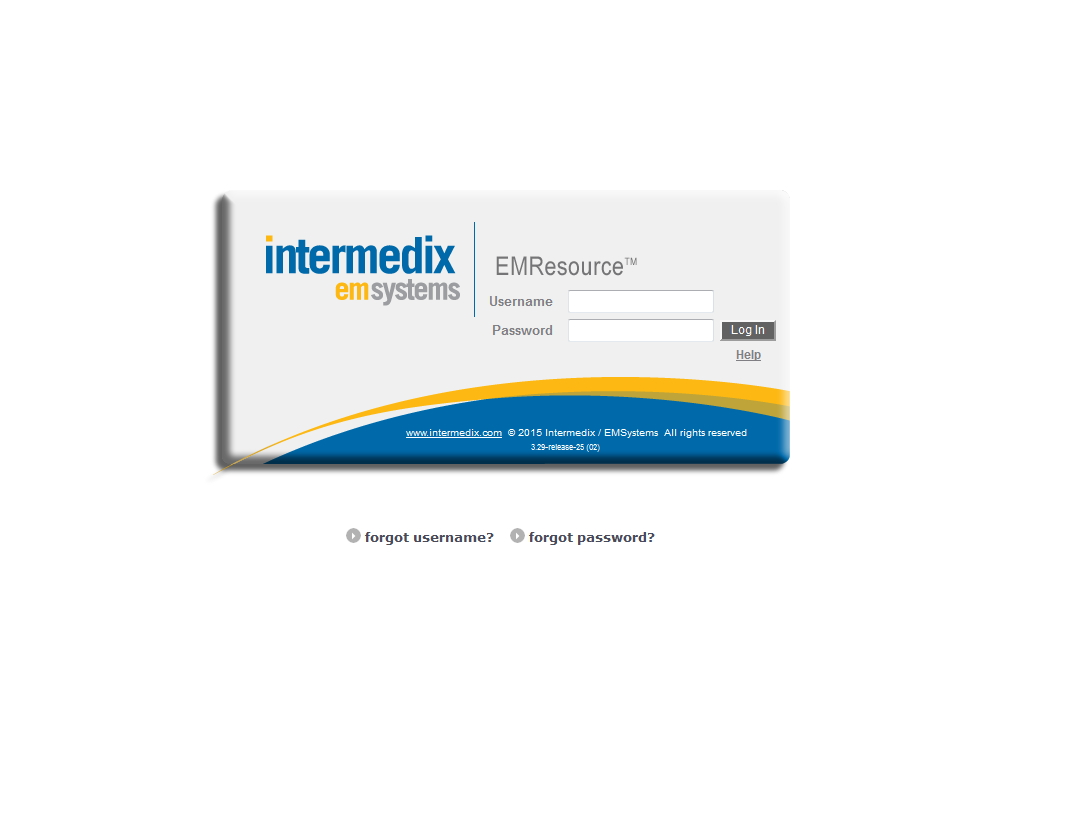 intermedix
emsystems
EMResource™
Username
Password
Log In
Help
www.intermedix.com © 2015 Intermedix / EMSystems All rights reserved
3.29-release-25 (02)
forgot username? forgot password?